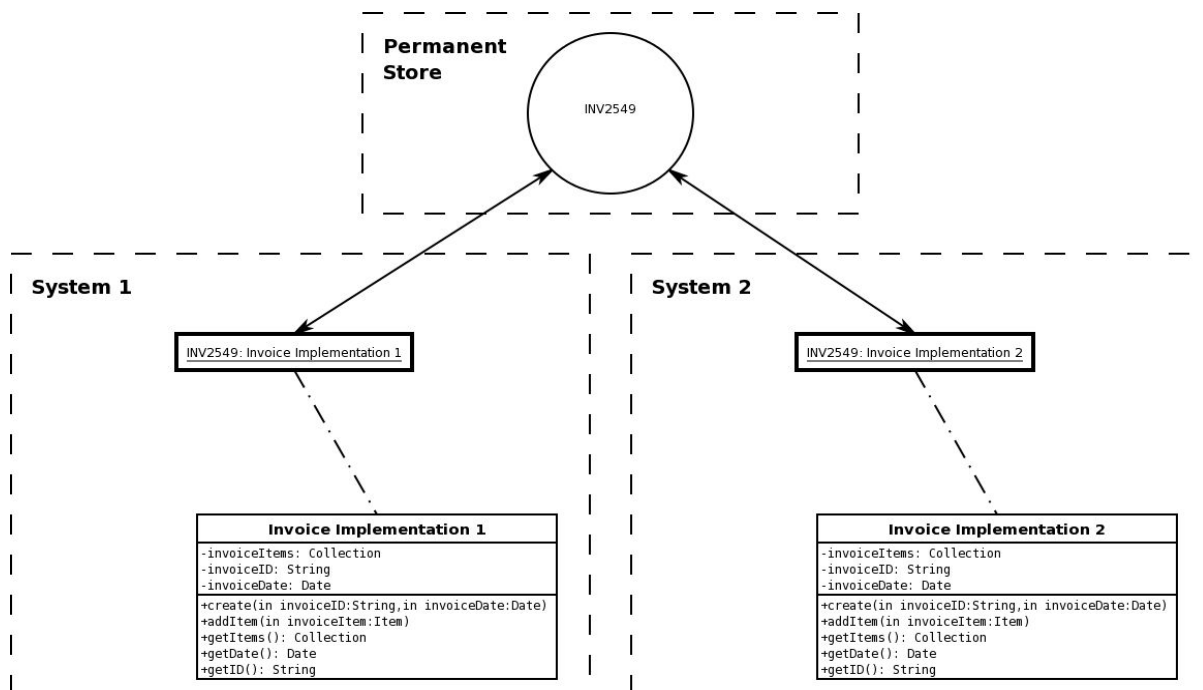 Permanent
Store
INV2549
System 1
INV2549: Invoice Implementation 1
Invoice Implementation 1
-invoiceItems: Collection
-invoiceID: String
-invoiceDate: Date
+create(in invoiceID:String,in invoiceDate:Date)
+addItem(in invoiceItem:Item)
+getItems(): Collection
+getDate(): Date
+getID(): String
System 2
INV2549: Invoice Implementation 2
Invoice Implementation 2
-invoiceItems: Collection
-invoiceID: String
-invoiceDate: Date
+create(in invoiceID:String,in invoiceDate:Date)
+addItem(in invoiceItem:Item)
+getItems(): Collection
+getDate(): Date
+getID(): String